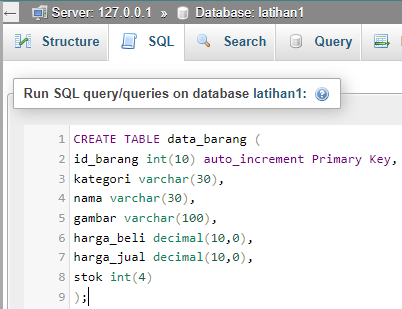 Server: 127.0.0.1 » Database: latihan1
Structure SQL Search Query
Run SQL query/queries on database latihan1:
1 CREATE TABLE data_barang (
2 id_barang int(10) auto_increment Primary Key,
3 kategori varchar(30),
4 nama varchar(30),
5 gambar varchar(100),
6 harga_beli decimal(10,0),
7 harga_jual decimal(10,0),
8 stok int(4)
9 );